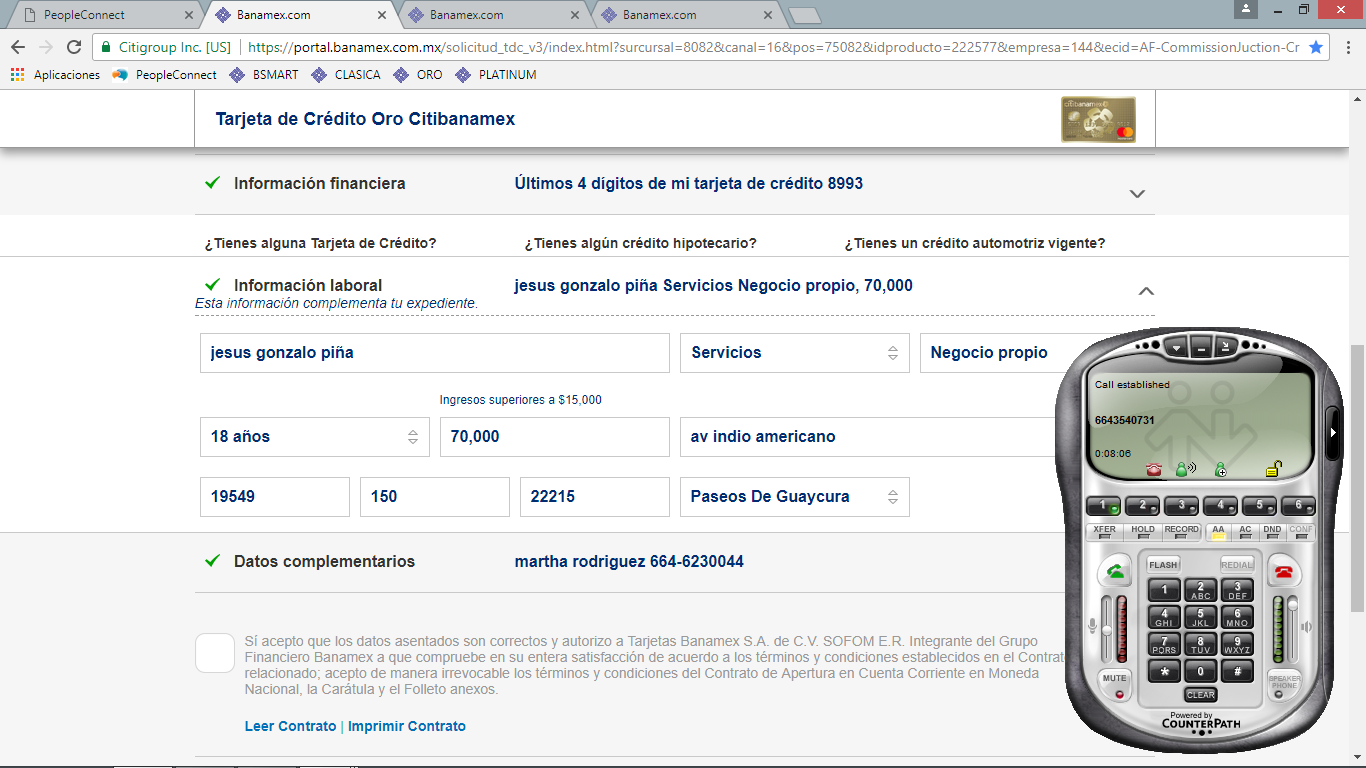 PeopleConnect
Banamex.com
Banamex.com
Banamex.com
Citigroup Inc. [US]
https://portal.banamex.com.mx/solicitud_tdc_v3/index.html?surcursal=8082&canal=16&pos=75082&idproducto=222577&empresa=144&ecid=AF-CommissionJuction-Cr
Aplicaciones
PeopleConnect
BSMART
CLASICA
ORO
PLATINUM
Tarjeta de Crédito Oro Citibanamex
citibanamex
Información financiera
Últimos 4 dígitos de mi tarjeta de crédito 8993
¿Tienes alguna Tarjeta de Crédito?
¿Tienes algún crédito hipotecario?
¿Tienes un crédito automotriz vigente?
Información laboral
jesus gonzalo piña Servicios Negocio propio, 70,000
Esta información complementa tu expediente.
jesus gonzalo piña
Servicios
Negocio propio
Ingresos superiores a $15,000
18 años
70,000
av indio americano
19549
150
22215
Paseos De Guaycura
Datos complementarios
martha rodriguez 664-6230044
Sí acepto que los datos asentados son correctos y autorizo a Tarjetas Banamex S.A. de C.V. SOFOM E.R. Integrante del Grupo
Financiero Banamex a que compruebe en su entera satisfacción de acuerdo a los términos y condiciones establecidos en el Contrato
relacionado; acepto de manera irrevocable los términos y condiciones del Contrato de Apertura en Cuenta Corriente en Moneda
Nacional, la Carátula y el Folleto anexos.
Leer Contrato | Imprimir Contrato
Call established
6643540731
0:08:06
1 2 3 4 5 6
XFER HOLD RECORD AA AC DND CONF
FLASH REDIAL
1 2 ABC 3 DEF
4 GHI 5 JKL 6 MNO
7 PQRS 8 TUV 9 WXYZ
* 0 #
MUTE
SPEAKER PHONE
CLEAR
Powered by
COUNTERPATH